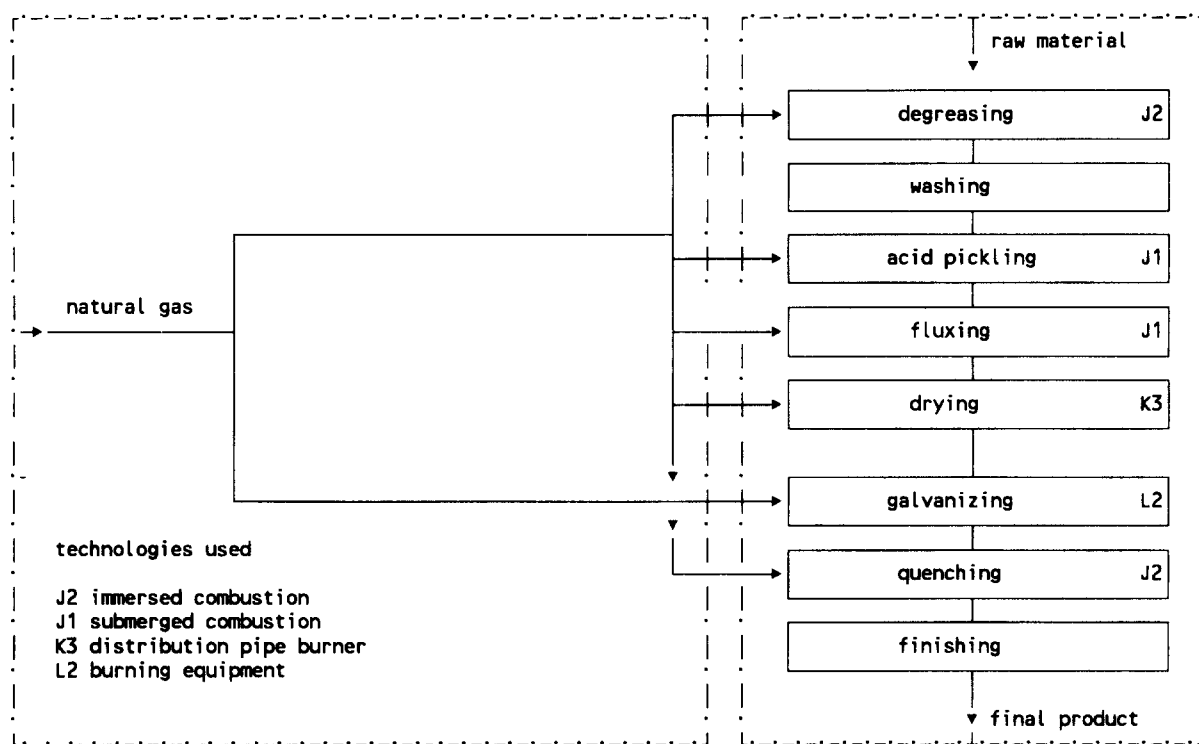 raw material
degreasing J2
washing
acid pickling J1
natural gas
fluxing J1
drying K3
galvanizing L2
technologies used
quenching J2
J2 immersed combustion
J1 submerged combustion
K3 distribution pipe burner
finishing
L2 burning equipment
final product